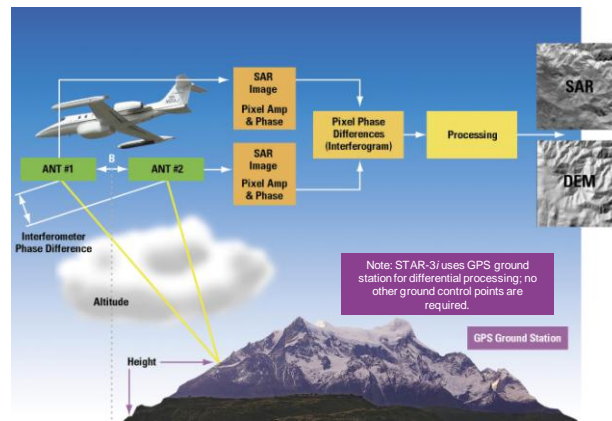 SAR
Image
Pixel Amp
& Phase
Pixel Phase
Differences
(Interferogram)
Processing
SAR
ANT #1
B
ANT #2
SAR
Image
Pixel Amp
& Phase
DEM
Interferometer
Phase Difference
Altitude
Note: STAR-3i uses GPS ground
station for differential processing; no
other ground control points are
required.
GPS Ground Station
Height